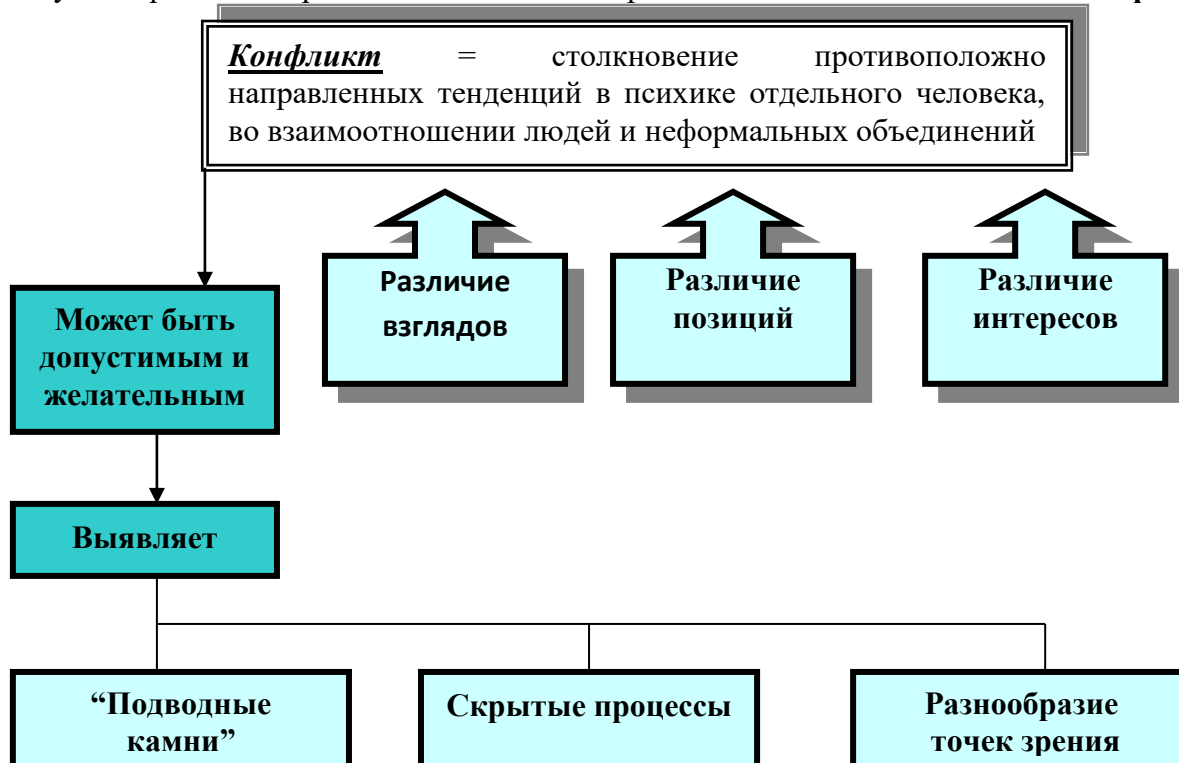 Конфликт = столкновение противоположно
направленных тенденций в психике отдельного человека,
во взаимоотношении людей и неформальных объединений
Различие
взглядов
Различие
позиций
Различие
интересов
Может быть
допустимым и
желательным
Выявляет
“Подводные
камни”
Скрытые процессы
Разнообразие
точек зрения